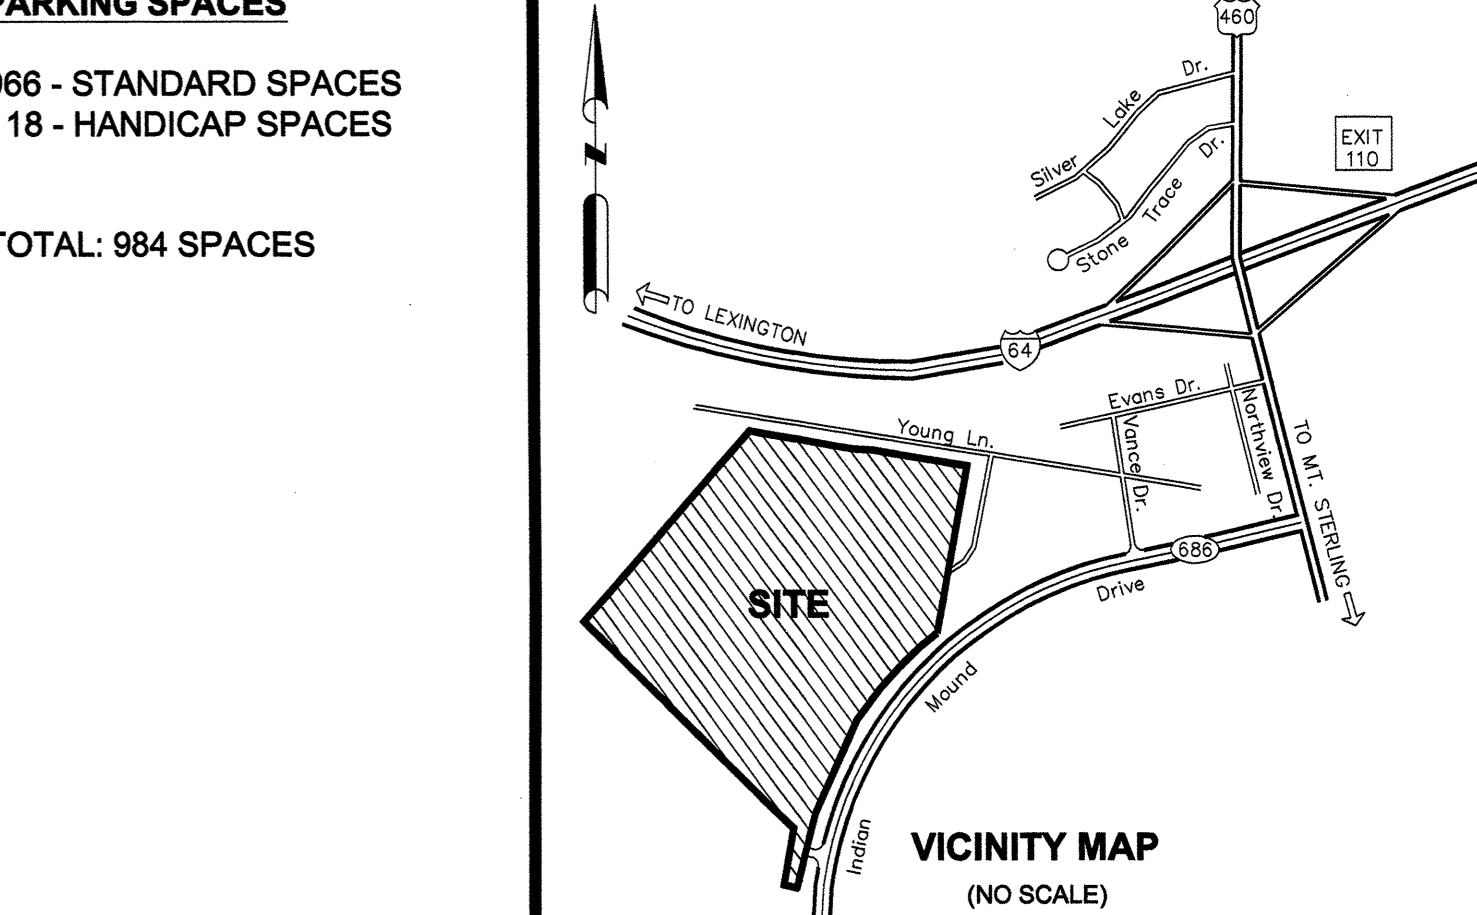 PARKING SPACES
966 - STANDARD SPACES
18 - HANDICAP SPACES
TOTAL: 984 SPACES
460
Silver Lake Dr.
Stone Trace Dr.
EXIT
110
N
TO LEXINGTON
64
Evans Dr.
Young Ln.
Vance Dr.
Northview Dr.
TO MT. STERLING
686
SITE
Indian Mound Drive
VICINITY MAP
(NO SCALE)